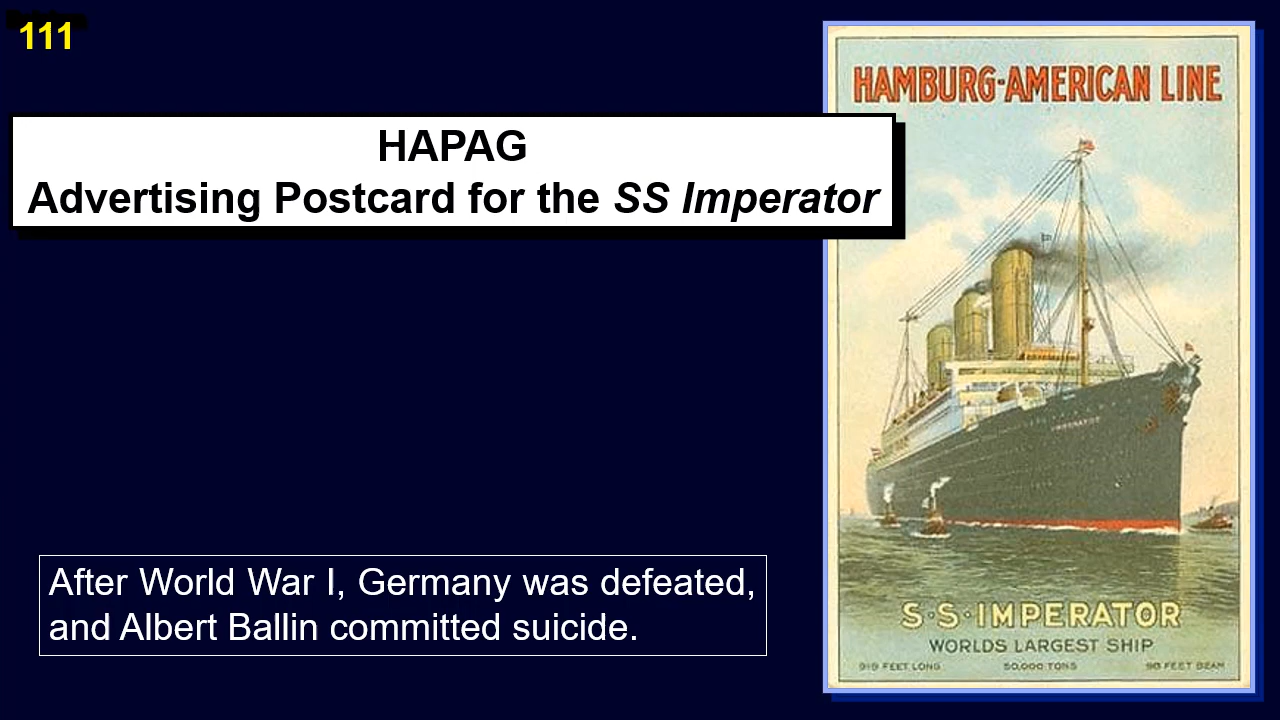 111
HAPAG
Advertising Postcard for the SS Imperator
HAMBURG-AMERICAN LINE
IMPERATOR
After World War I, Germany was defeated,
and Albert Ballin committed suicide.
S·S·IMPERATOR
WORLDS LARGEST SHIP
919 FEET LONG 50,000 TONS 98 FEET BEAM